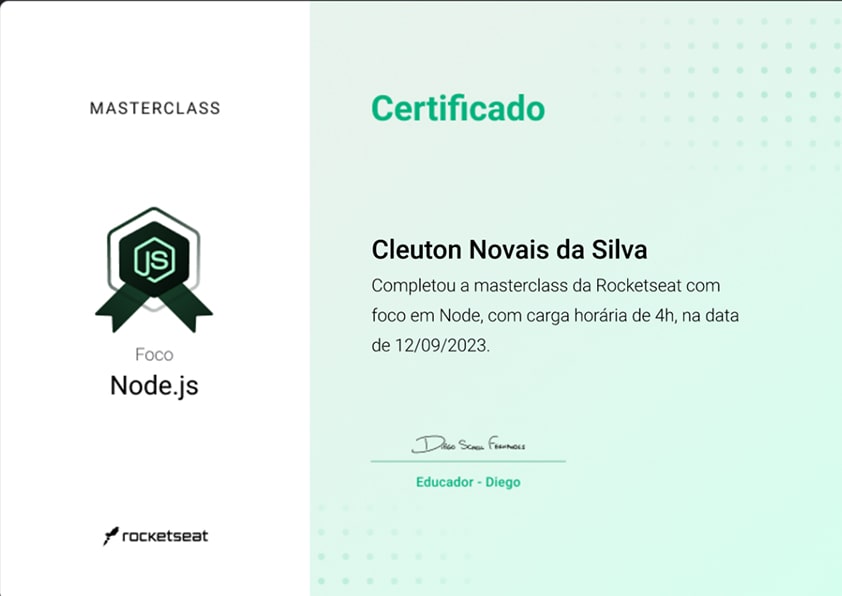 MASTERCLASS
JS
Foco
Node.js
rocketseat
Certificado
Cleuton Novais da Silva
Completou a masterclass da Rocketseat com
foco em Node, com carga horária de 4h, na data
de 12/09/2023.
Diego Schell Fernandes
Educador - Diego